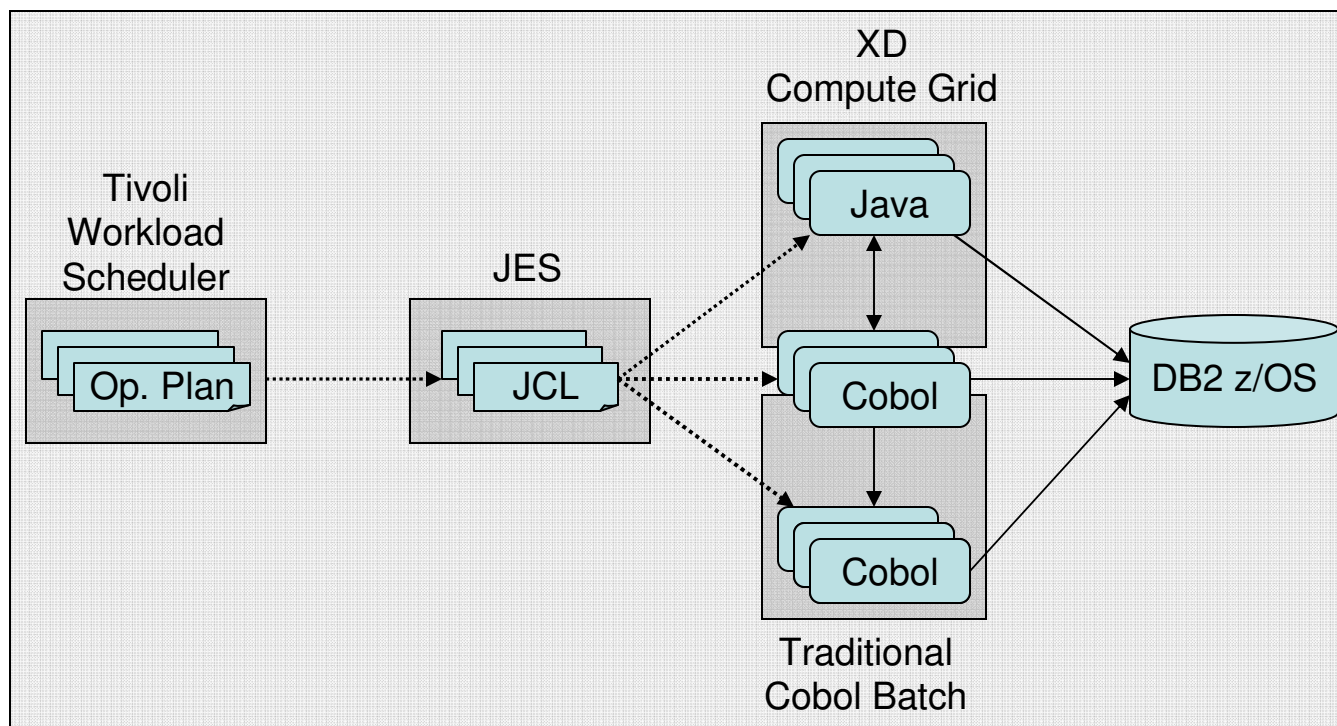 XD
Compute Grid
Java
Tivoli
Workload
Scheduler
Op. Plan
JES
JCL
Cobol
DB2 z/OS
Cobol
Traditional
Cobol Batch